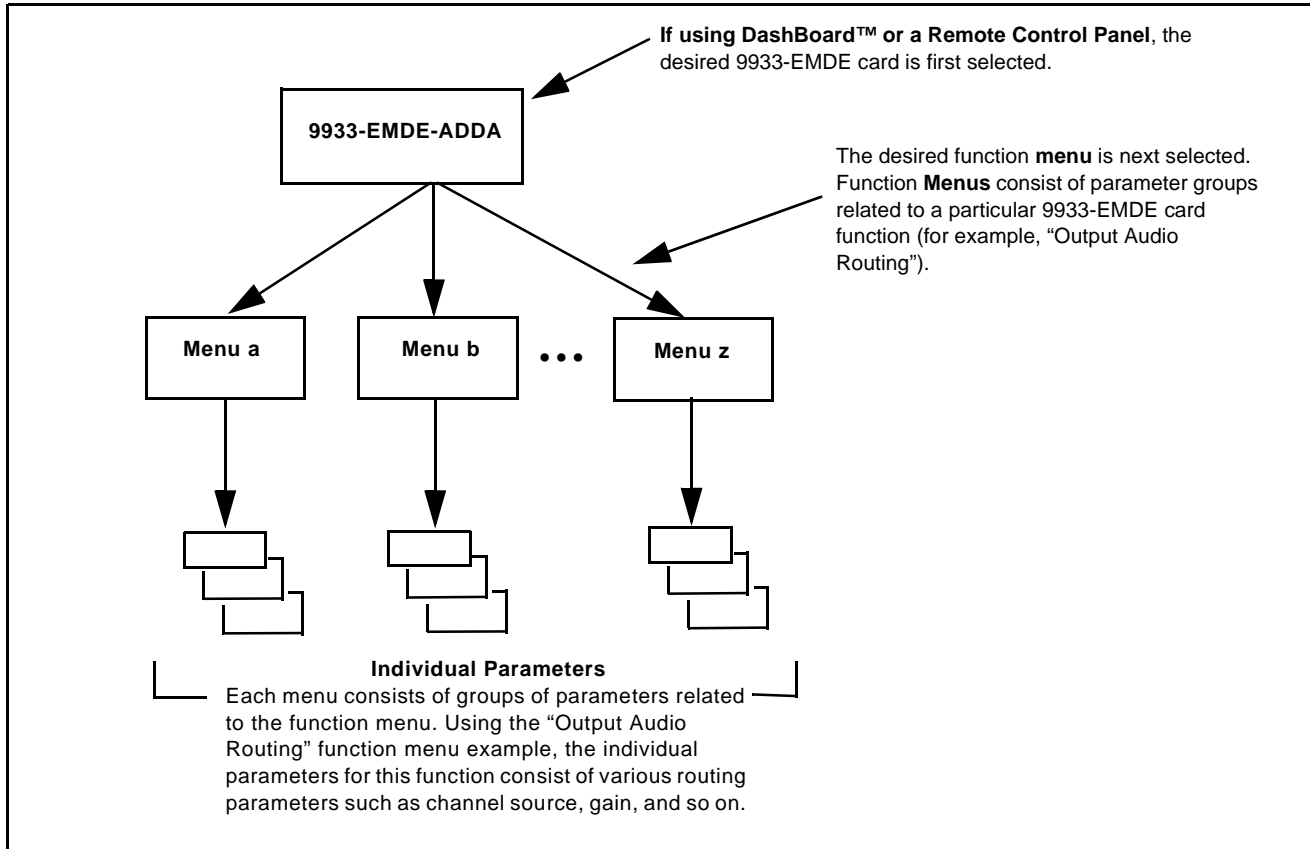 If using DashBoard™ or a Remote Control Panel, the
desired 9933-EMDE card is first selected.
9933-EMDE-ADDA
The desired function menu is next selected.
Function Menus consist of parameter groups
related to a particular 9933-EMDE card
function (for example, “Output Audio
Routing”).
Menu a
Menu b
•••
Menu z
Individual Parameters
Each menu consists of groups of parameters related
to the function menu. Using the “Output Audio
Routing” function menu example, the individual
parameters for this function consist of various routing
parameters such as channel source, gain, and so on.